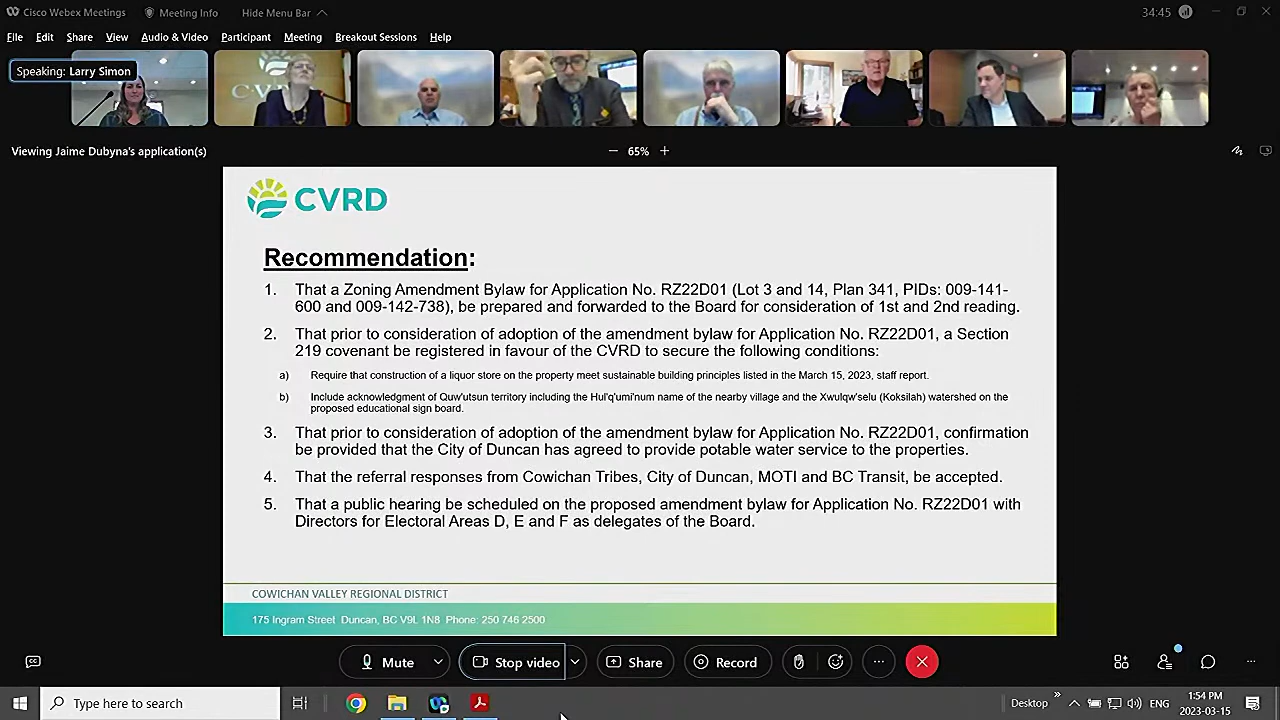 Cisco Webex Meetings
Meeting Info
Hide Menu Bar
34:45
File Edit Share View Audio & Video Participant Meeting Breakout Sessions Help
Speaking: Larry Simon
Viewing Jaime Dubyna's application(s)
65%
CVRD
Recommendation:
1. That a Zoning Amendment Bylaw for Application No. RZ22D01 (Lot 3 and 14, Plan 341, PIDs: 009-141-
600 and 009-142-738), be prepared and forwarded to the Board for consideration of 1st and 2nd reading.
2. That prior to consideration of adoption of the amendment bylaw for Application No. RZ22D01, a Section
219 covenant be registered in favour of the CVRD to secure the following conditions:
a) Require that construction of a liquor store on the property meet sustainable building principles listed in the March 15, 2023, staff report.
b) Include acknowledgment of Quw'utsun territory including the Hul'q'umi'num name of the nearby village and the Xwulqw'selu (Koksilah) watershed on the
proposed educational sign board.
3. That prior to consideration of adoption of the amendment bylaw for Application No. RZ22D01, confirmation
be provided that the City of Duncan has agreed to provide potable water service to the properties.
4. That the referral responses from Cowichan Tribes, City of Duncan, MOTI and BC Transit, be accepted.
5. That a public hearing be scheduled on the proposed amendment bylaw for Application No. RZ22D01 with
Directors for Electoral Areas D, E and F as delegates of the Board.
COWICHAN VALLEY REGIONAL DISTRICT
175 Ingram Street Duncan, BC V9L 1N8 Phone: 250 746 2500
Mute
Stop video
Share
Record
Type here to search
Desktop
ENG
1:54 PM
2023-03-15